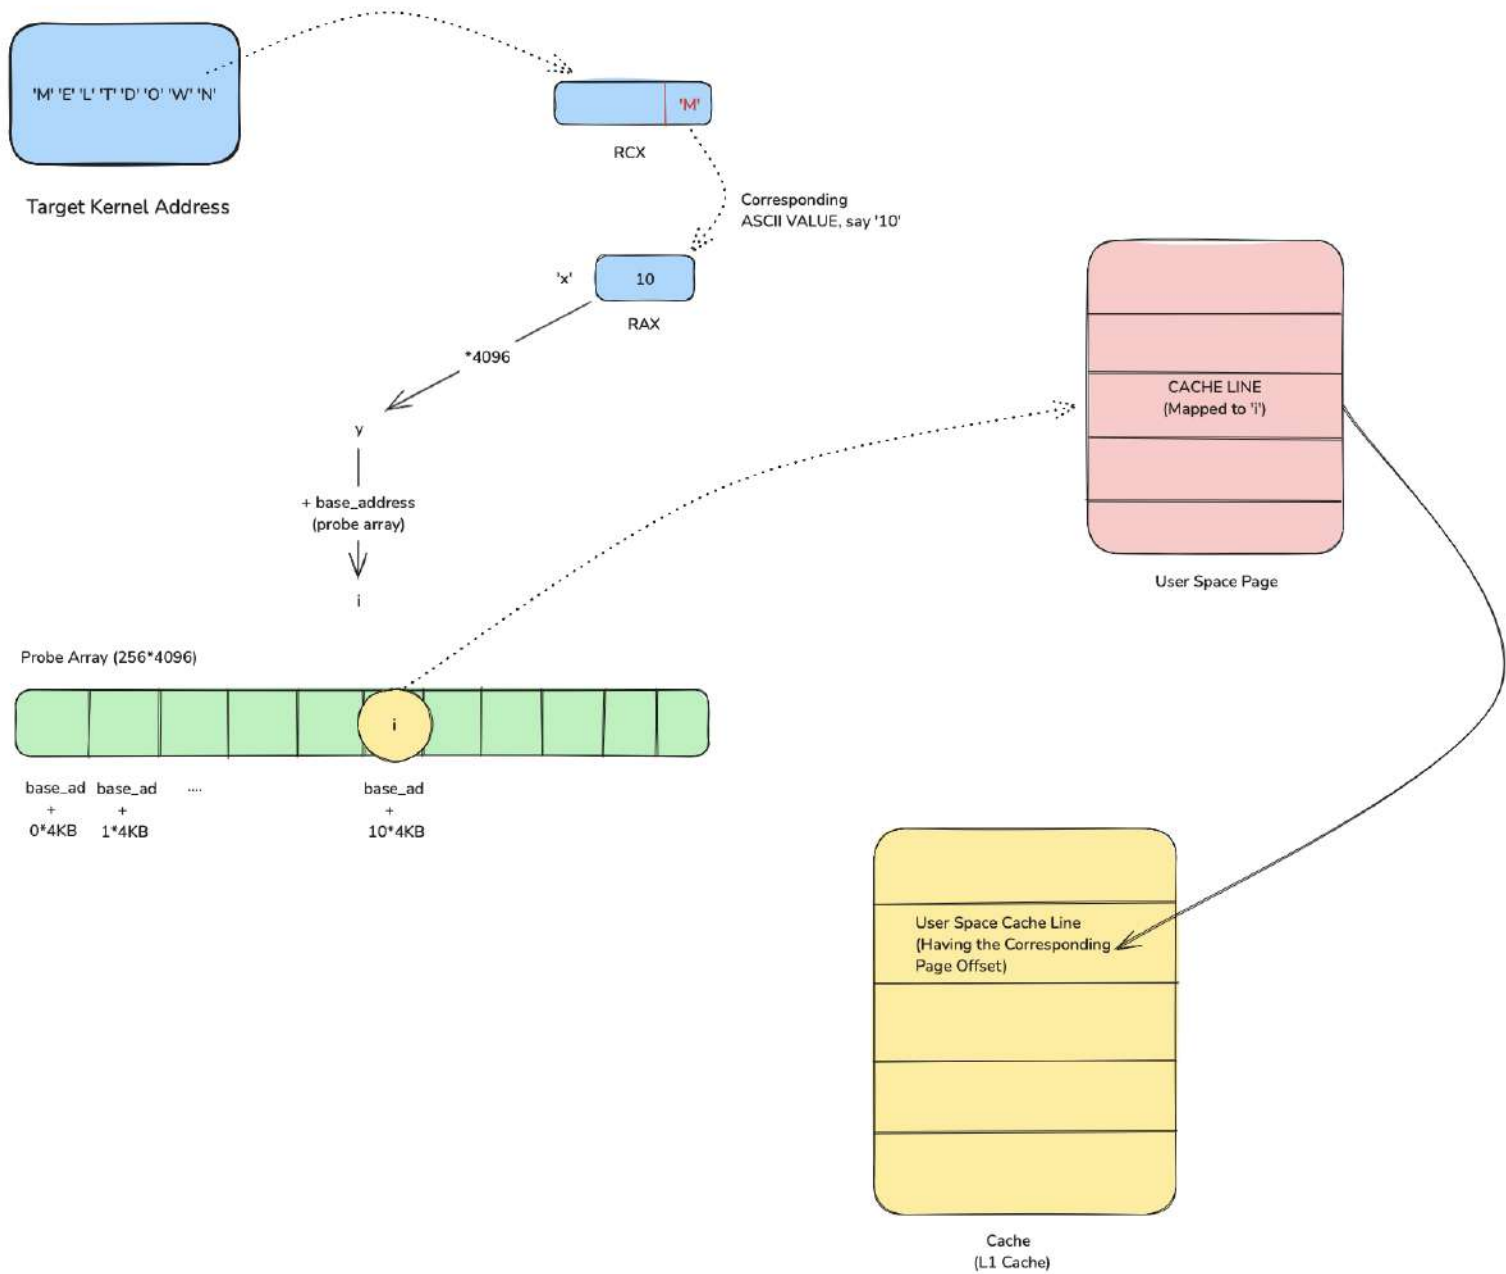 'M' 'E' 'L' 'T' 'D' 'O' 'W' 'N'
Target Kernel Address
'M'
RCX
Corresponding
ASCII VALUE, say '10'
'x'
10
RAX
*4096
y
+ base_address
(probe array)
i
CACHE LINE
(Mapped to 'i')
User Space Page
Probe Array (256*4096)
i
base_ad base_ad .... base_ad
+ + +
0*4KB 1*4KB 10*4KB
User Space Cache Line
(Having the Corresponding
Page Offset)
Cache
(L1 Cache)